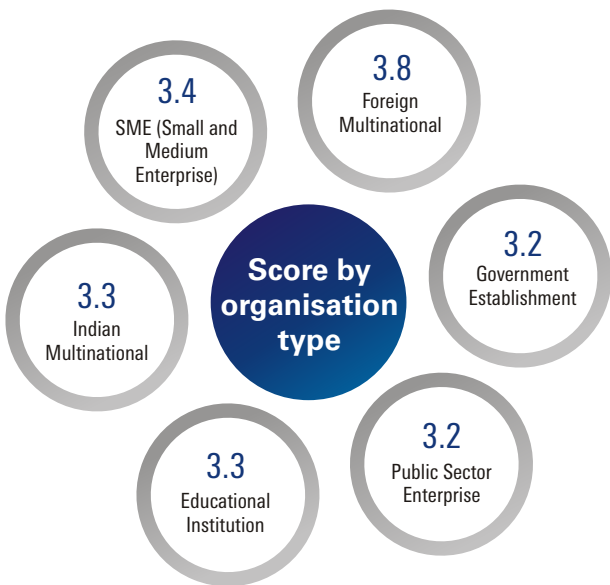 3.4
SME (Small and
Medium
Enterprise)
3.8
Foreign
Multinational
3.2
Government
Establishment
3.2
Public Sector
Enterprise
3.3
Educational
Institution
3.3
Indian
Multinational
Score by
organisation
type